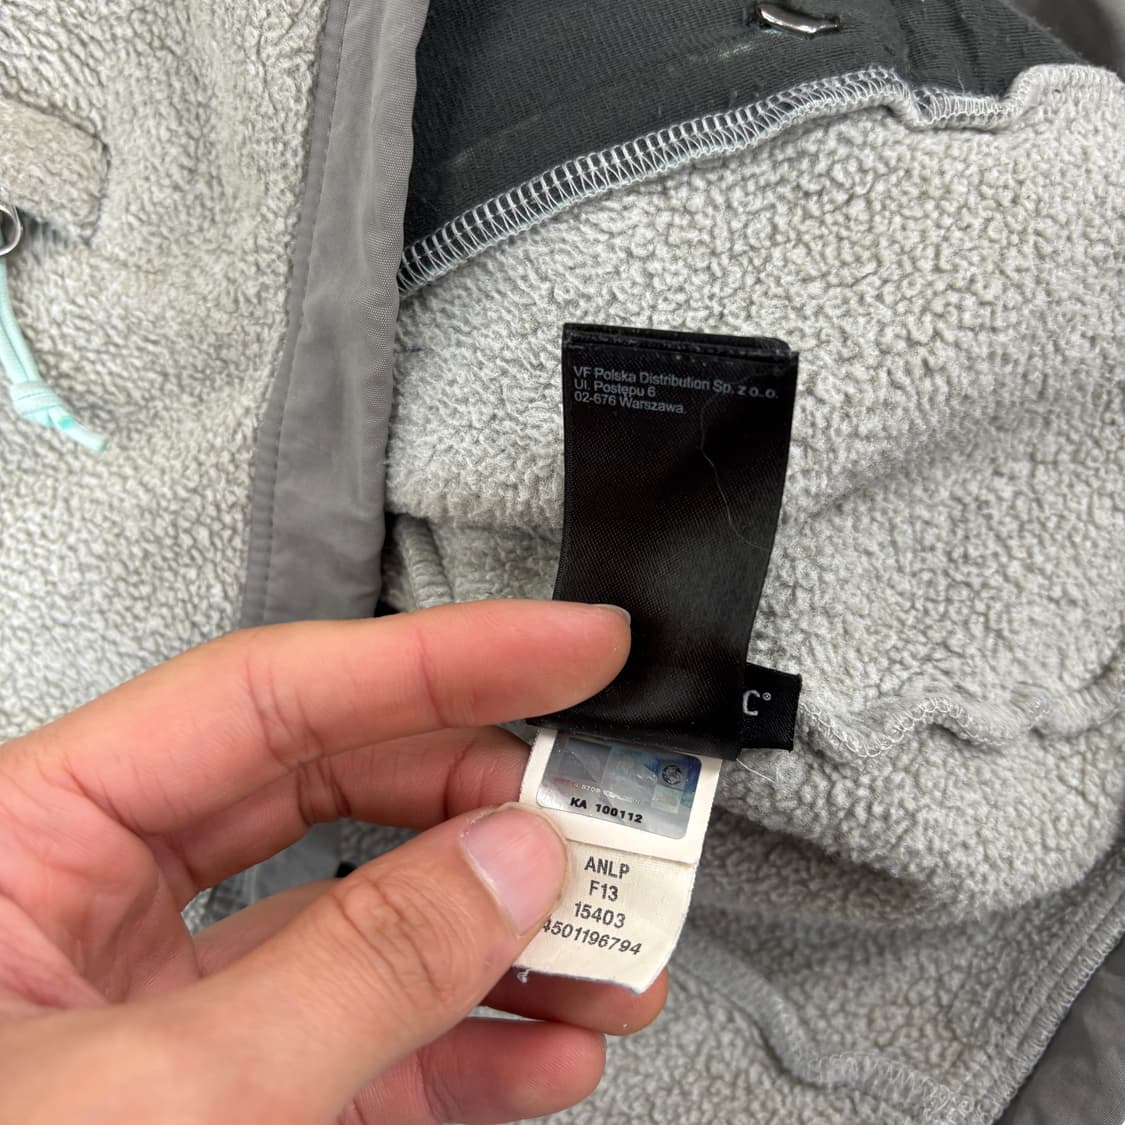 VF Polska Distribution Sp. z o..o.
Ul. Postępu 6
02-676 Warszawa.
C®
KA 100112
ANLP
F13
15403
4501196794